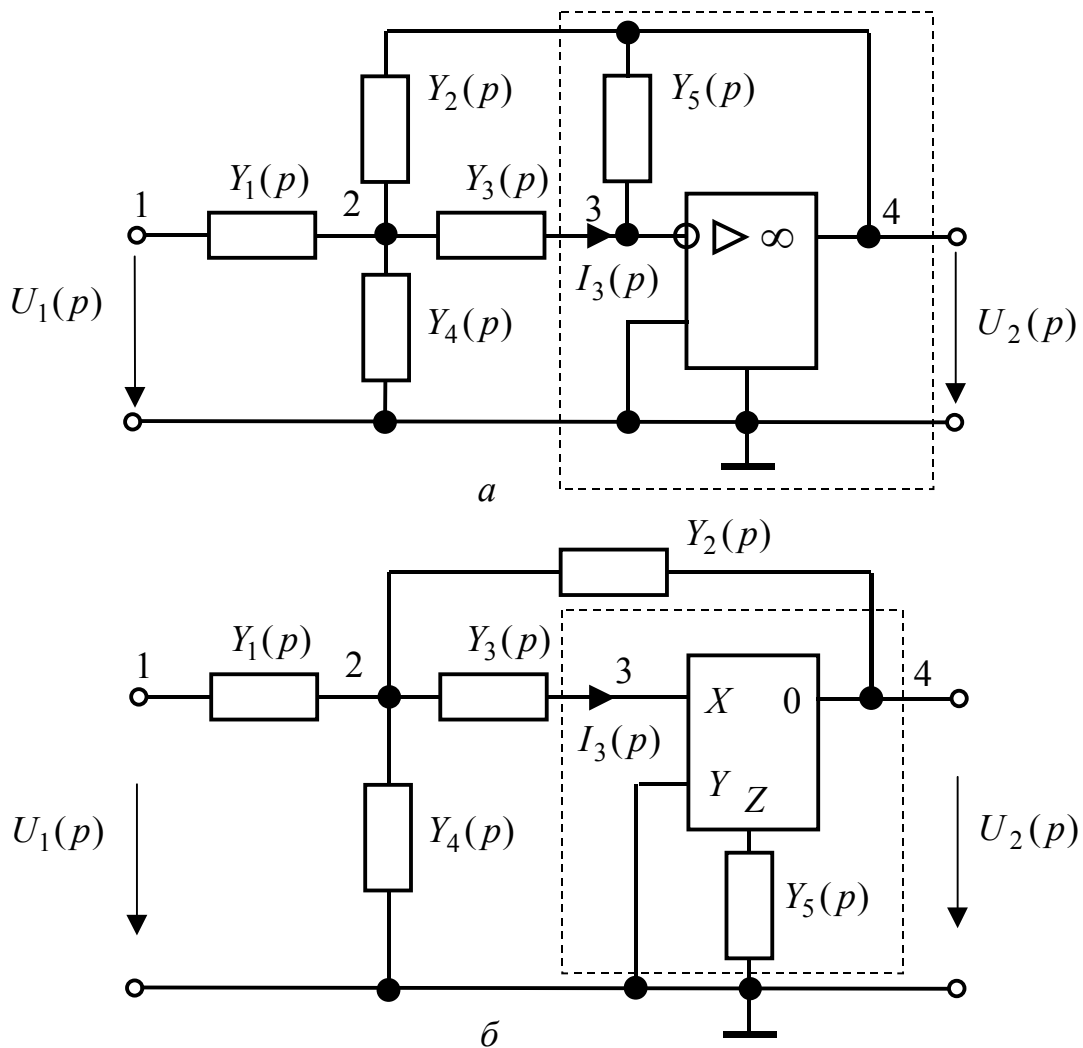 Y₂(p)
Y₅(p)
Y₁(p)
Y₃(p)
1
2
3
▷ ∞
4
I₃(p)
U₁(p)
Y₄(p)
U₂(p)
а
Y₂(p)
Y₁(p)
Y₃(p)
1
2
3
4
X
0
I₃(p)
Y
Z
U₁(p)
Y₄(p)
U₂(p)
Y₅(p)
б